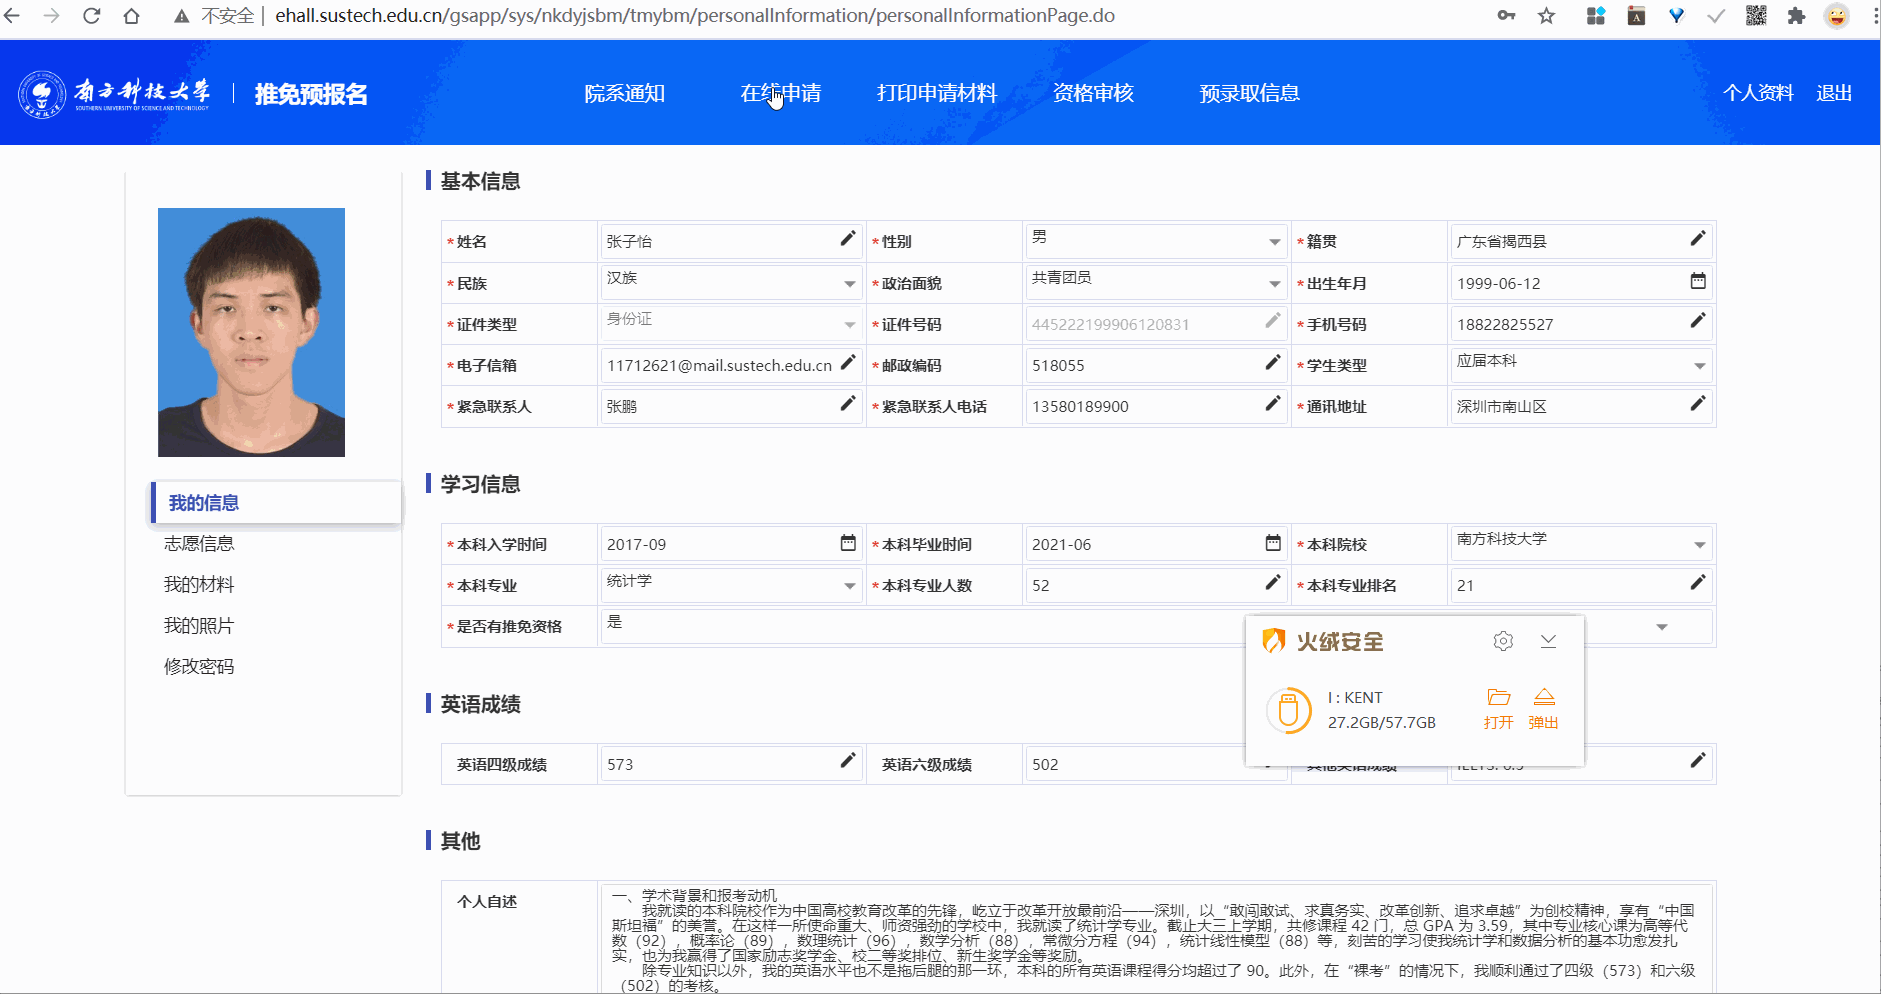 不安全 | ehall.sustech.edu.cn/gsapp/sys/nkdyjsbm/tmybm/personalInformation/personalInformationPage.do
南方科技大学 SOUTHERN UNIVERSITY OF SCIENCE AND TECHNOLOGY 推免预报名 院系通知 在线申请 打印申请材料 资格审核 预录取信息 个人资料 退出
基本信息
*姓名 张子怡 *性别 男 *籍贯 广东省揭西县
*民族 汉族 *政治面貌 共青团员 *出生年月 1999-06-12
*证件类型 身份证 *证件号码 445222199906120831 *手机号码 18822825527
*电子信箱 11712621@mail.sustech.edu.cn *邮政编码 518055 *学生类型 应届本科
*紧急联系人 张鹏 *紧急联系人电话 13580189900 *通讯地址 深圳市南山区
我的信息
志愿信息
我的材料
我的照片
修改密码
学习信息
*本科入学时间 2017-09 *本科毕业时间 2021-06 *本科院校 南方科技大学
*本科专业 统计学 *本科专业人数 52 *本科专业排名 21
*是否有推免资格 是
火绒安全
I : KENT
27.2GB/57.7GB 打开 弹出
英语成绩
英语四级成绩 573 英语六级成绩 502 其他英语成绩 IELTS: 6.5
其他
个人自述
一、学术背景和报考动机
我就读的本科院校作为中国高校教育改革的先锋，屹立于改革开放最前沿——深圳，以“敢闯敢试、求真务实、改革创新、追求卓越”为创校精神，享有“中国
斯坦福”的美誉。在这样一所使命重大、师资强劲的学校中，我就读了统计学专业。截止大三上学期，共修课程 42 门，总 GPA 为 3.59，其中专业核心课为高等代
数（92），概率论（89），数理统计（96），数学分析（88），常微分方程（94），统计线性模型（88）等，刻苦的学习使我统计学和数据分析的基本功愈发扎
实，也为我赢得了国家励志奖学金、校二等奖排位、新生奖学金等奖励。
除专业知识以外，我的英语水平也不是拖后腿的那一环，本科的所有英语课程得分均超过了 90。此外，在“裸考”的情况下，我顺利通过了四级（573）和六级
（502）的考核。